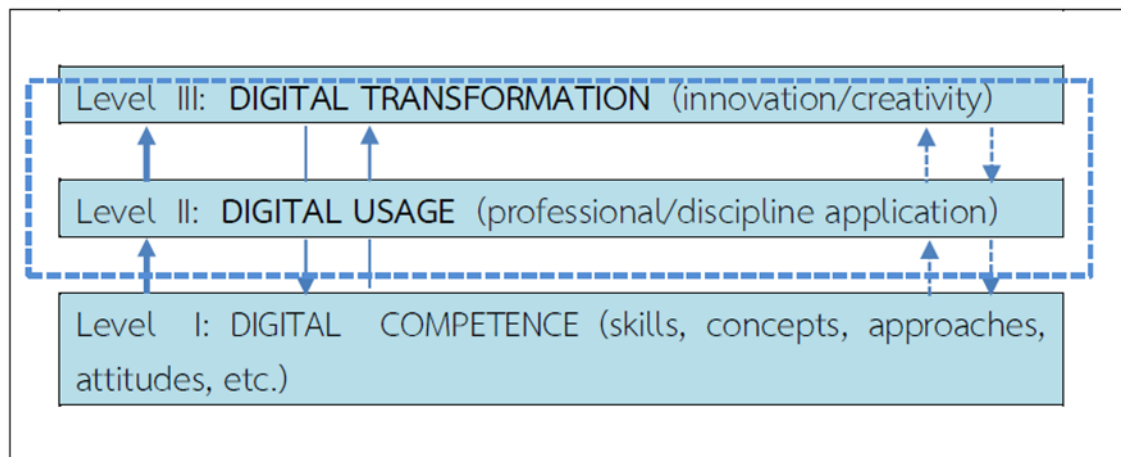 Level III: DIGITAL TRANSFORMATION (innovation/creativity)
Level II: DIGITAL USAGE (professional/discipline application)
Level I: DIGITAL COMPETENCE (skills, concepts, approaches,
attitudes, etc.)